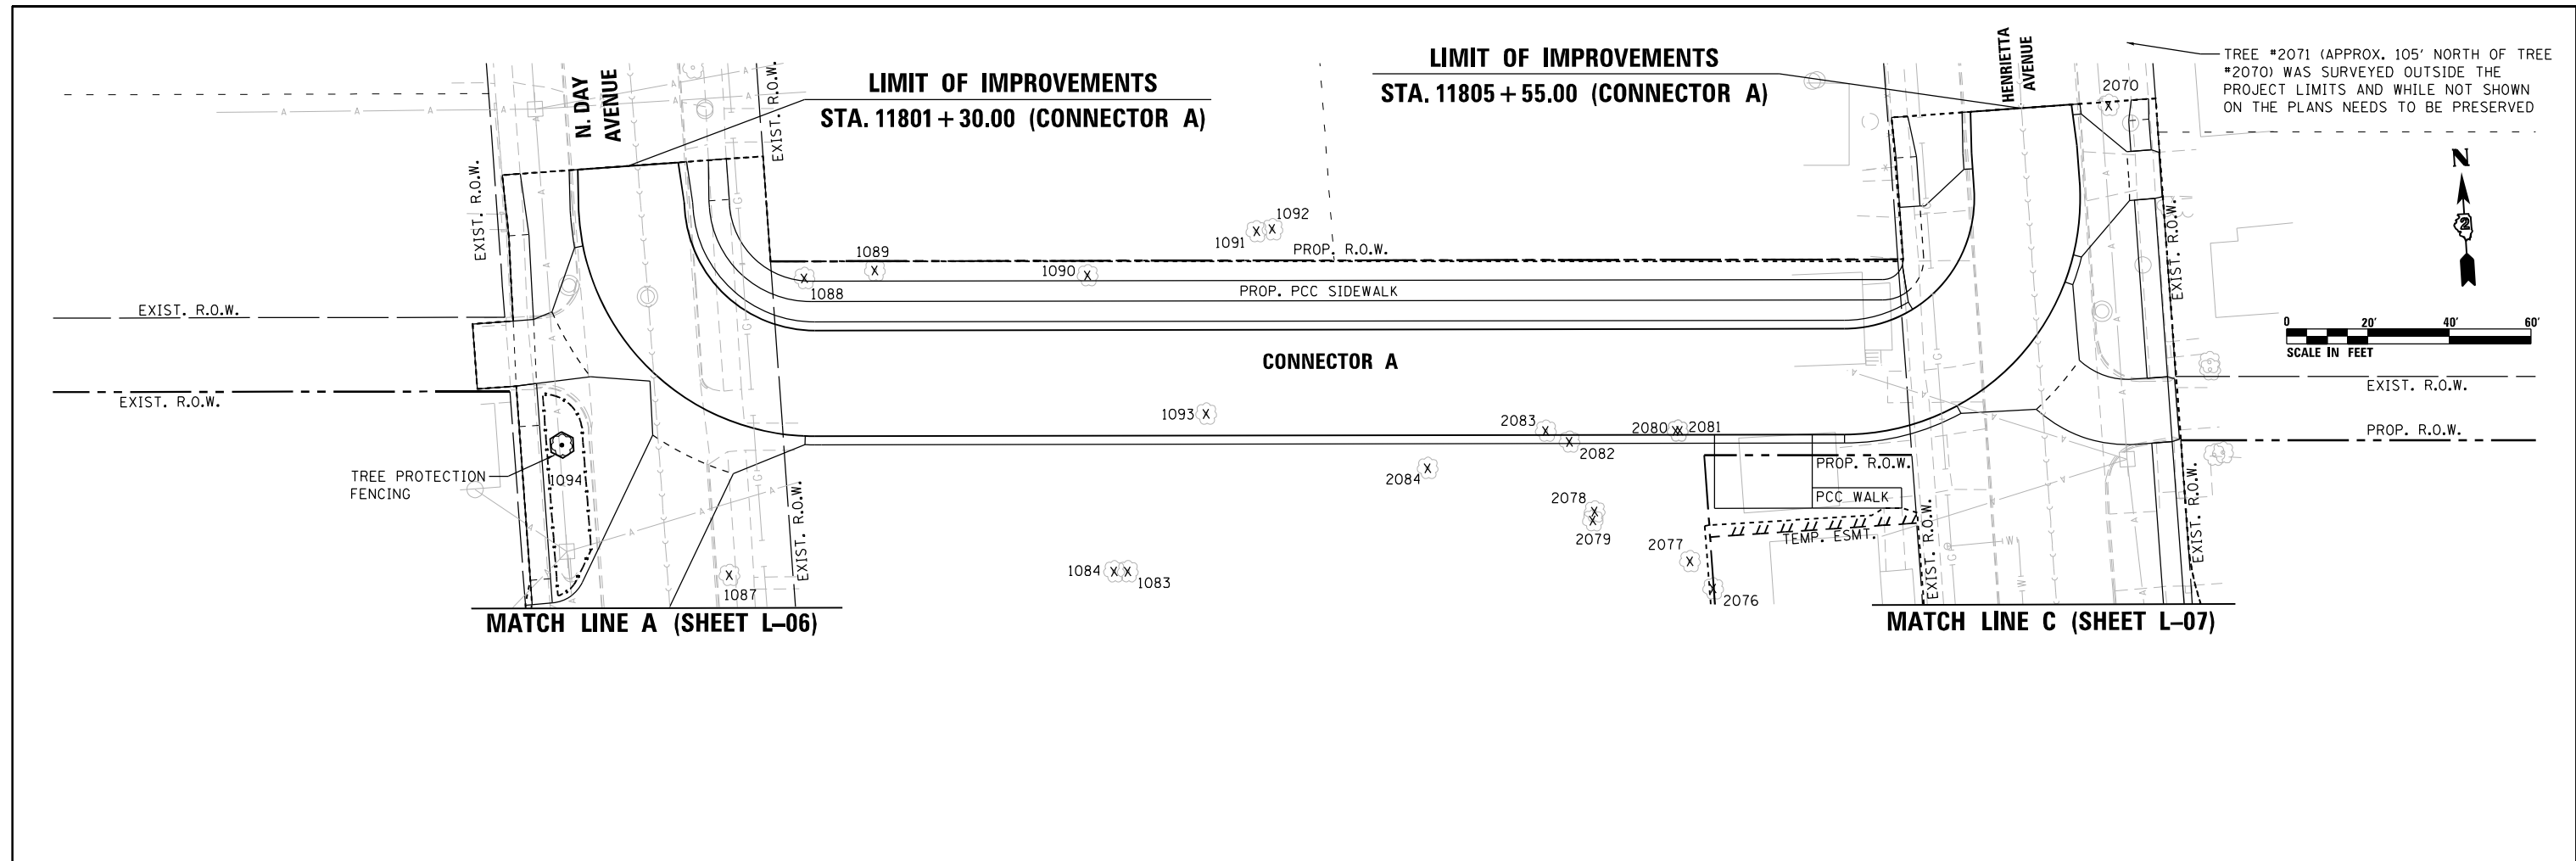 N. DAY
AVENUE
EXIST. R.O.W.
EXIST. R.O.W.
LIMIT OF IMPROVEMENTS
STA. 11801+30.00 (CONNECTOR A)
LIMIT OF IMPROVEMENTS
STA. 11805+55.00 (CONNECTOR A)
HENRIETTA
AVENUE
2070
TREE #2071 (APPROX. 105' NORTH OF TREE
#2070) WAS SURVEYED OUTSIDE THE
PROJECT LIMITS AND WHILE NOT SHOWN
ON THE PLANS NEEDS TO BE PRESERVED
N
2
0 20' 40' 60'
SCALE IN FEET
1092
1091
1089
1090
1088
PROP. R.O.W.
PROP. PCC SIDEWALK
EXIST. R.O.W.
EXIST. R.O.W.
EXIST. R.O.W.
CONNECTOR A
EXIST. R.O.W.
PROP. R.O.W.
1093
2083
2082
2080
2081
2084
2078
2079
2077
2076
PROP. R.O.W.
PCC WALK
TEMP. ESMT.
EXIST. R.O.W.
EXIST. R.O.W.
EXIST. R.O.W.
TREE PROTECTION
FENCING
1094
1087
1084
1083
MATCH LINE A (SHEET L-06)
MATCH LINE C (SHEET L-07)